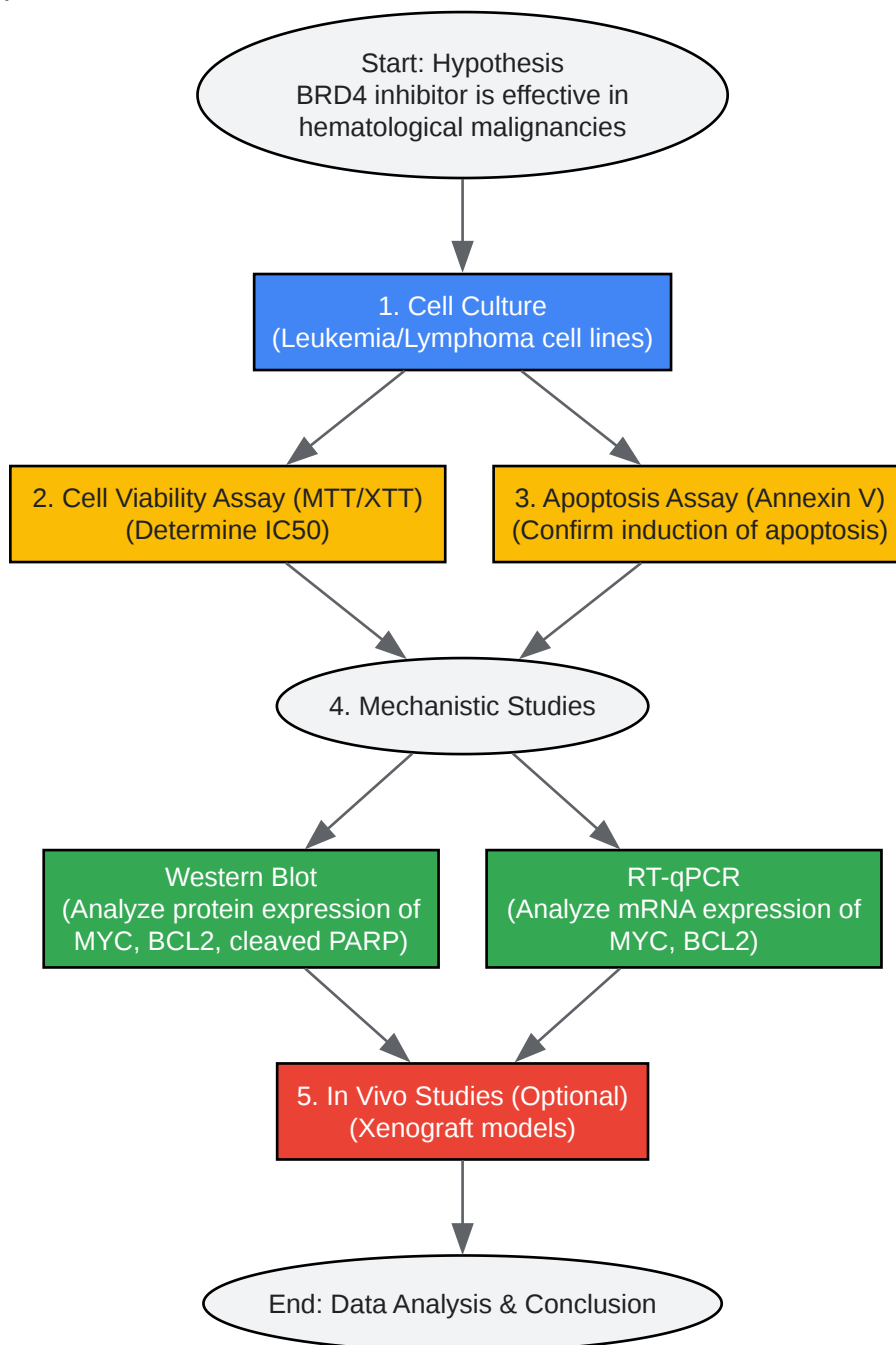 Start: Hypothesis
BRD4 inhibitor is effective in
hematological malignancies
1. Cell Culture
(Leukemia/Lymphoma cell lines)
2. Cell Viability Assay (MTT/XTT)
(Determine IC50)
3. Apoptosis Assay (Annexin V)
(Confirm induction of apoptosis)
4. Mechanistic Studies
Western Blot
(Analyze protein expression of
MYC, BCL2, cleaved PARP)
RT-qPCR
(Analyze mRNA expression of
MYC, BCL2)
5. In Vivo Studies (Optional)
(Xenograft models)
End: Data Analysis & Conclusion